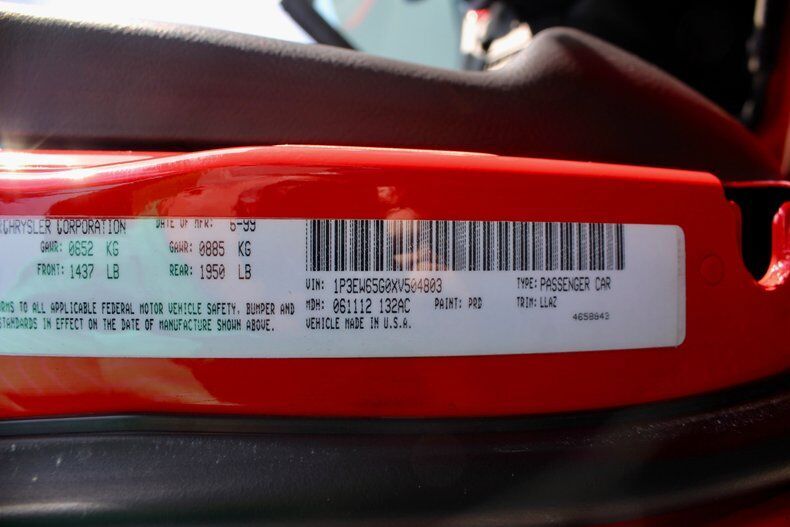 CHRYSLER CORPORATION DATE OF MFR: 6-99
GAWR: 0652 KG GAWR: 0885 KG
FRONT: 1437 LB REAR: 1950 LB
VIN: 1P3EW65G0XV504803 TYPE: PASSENGER CAR
MDH: 061112 132AC PAINT: PRD TRIM: LLAZ
ORMS TO ALL APPLICABLE FEDERAL MOTOR VEHICLE SAFETY, BUMPER AND
STANDARDS IN EFFECT ON THE DATE OF MANUFACTURE SHOWN ABOVE. VEHICLE MADE IN U.S.A.
4658643